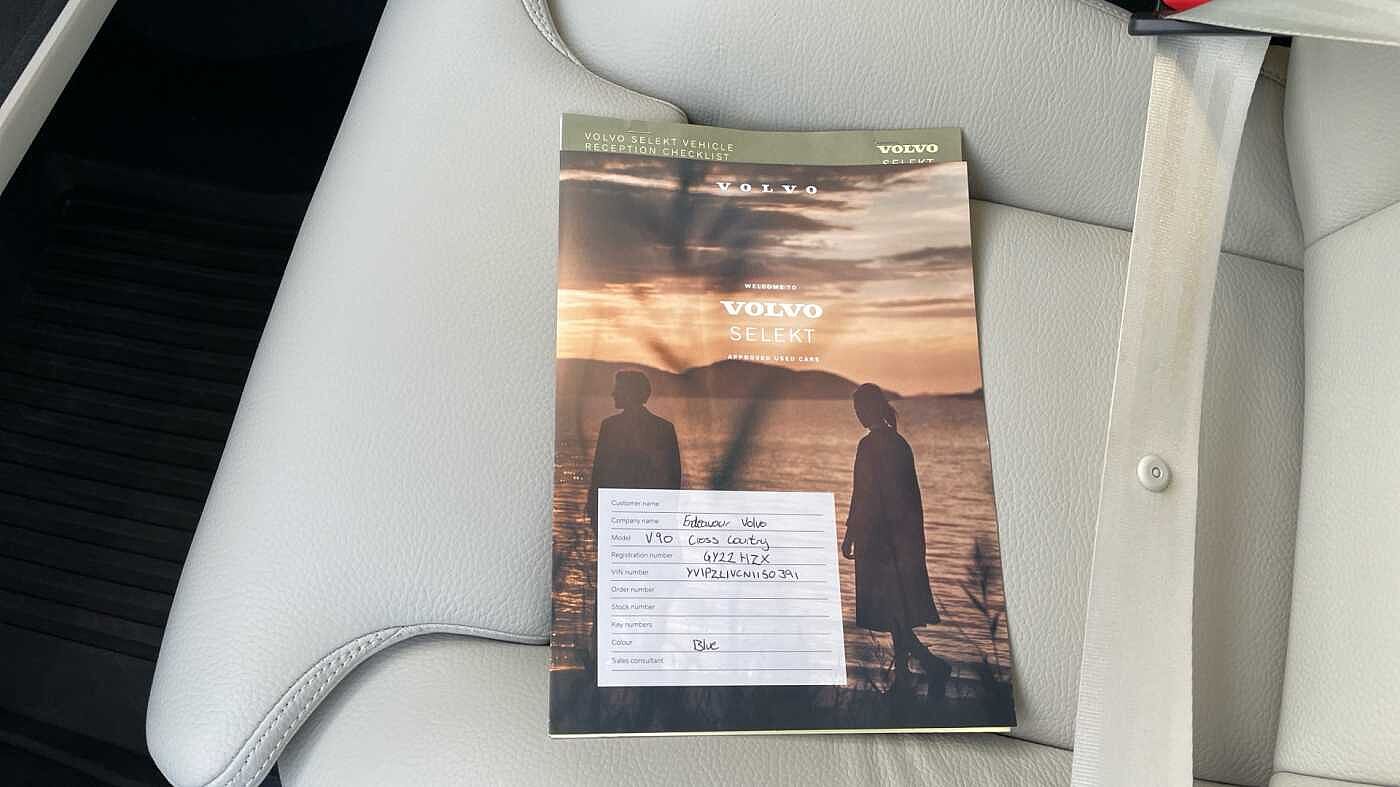 VOLVO SELEKT VEHICLE
RECEPTION CHECKLIST
VOLVO
SELEKT
VOLVO
WELCOME TO
VOLVO
SELEKT
APPROVED USED CARS
Customer name
Company name Endeavour Volvo
Model V90 Cross Country
Registration number GY22 HZX
VIN number YV1PZL1VCN1150391
Order number
Stock number
Key numbers
Colour Blue
Sales consultant